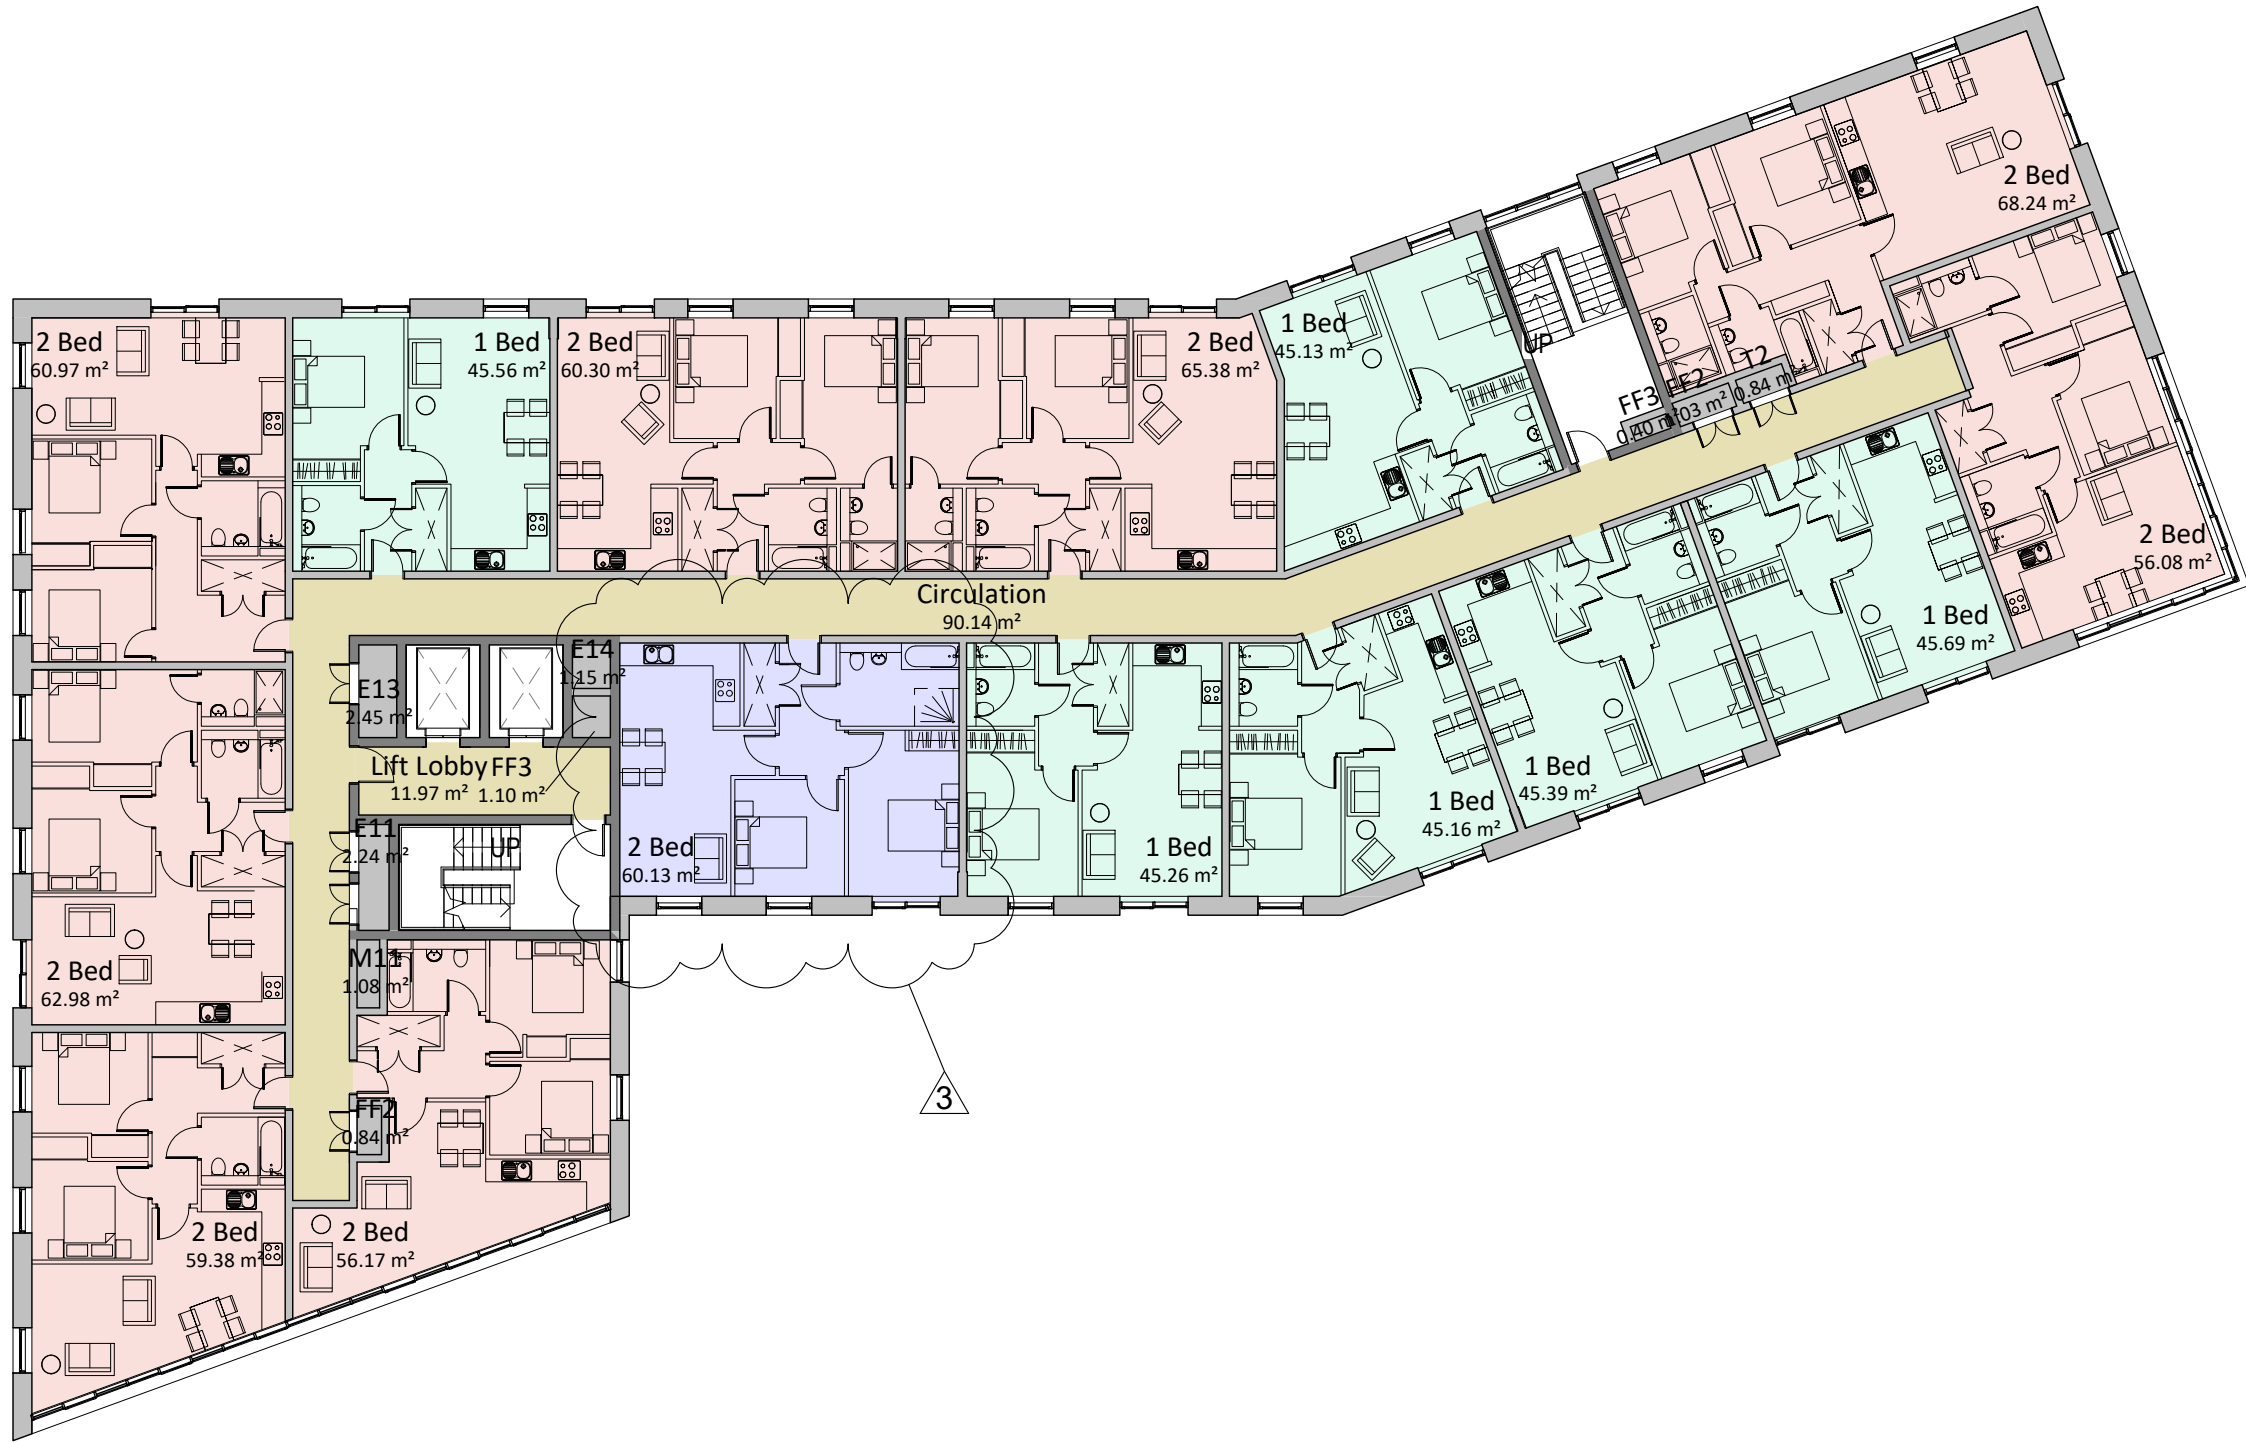 2 Bed
68.24 m²
1 Bed
45.13 m²
UP
2 Bed
60.97 m²
1 Bed
45.56 m²
2 Bed
60.30 m²
2 Bed
65.38 m²
T2
0.84 m²
FF2
1.03 m²
FF3
0.40 m²
2 Bed
56.08 m²
Circulation
90.14 m²
1 Bed
45.69 m²
E14
1.15 m²
E13
2.45 m²
Lift Lobby
11.97 m²
FF3
1.10 m²
1 Bed
45.39 m²
1 Bed
45.16 m²
E11
2.24 m²
UP
2 Bed
60.13 m²
1 Bed
45.26 m²
2 Bed
62.98 m²
M11
1.08 m²
3
FF2
0.84 m²
2 Bed
59.38 m²
2 Bed
56.17 m²